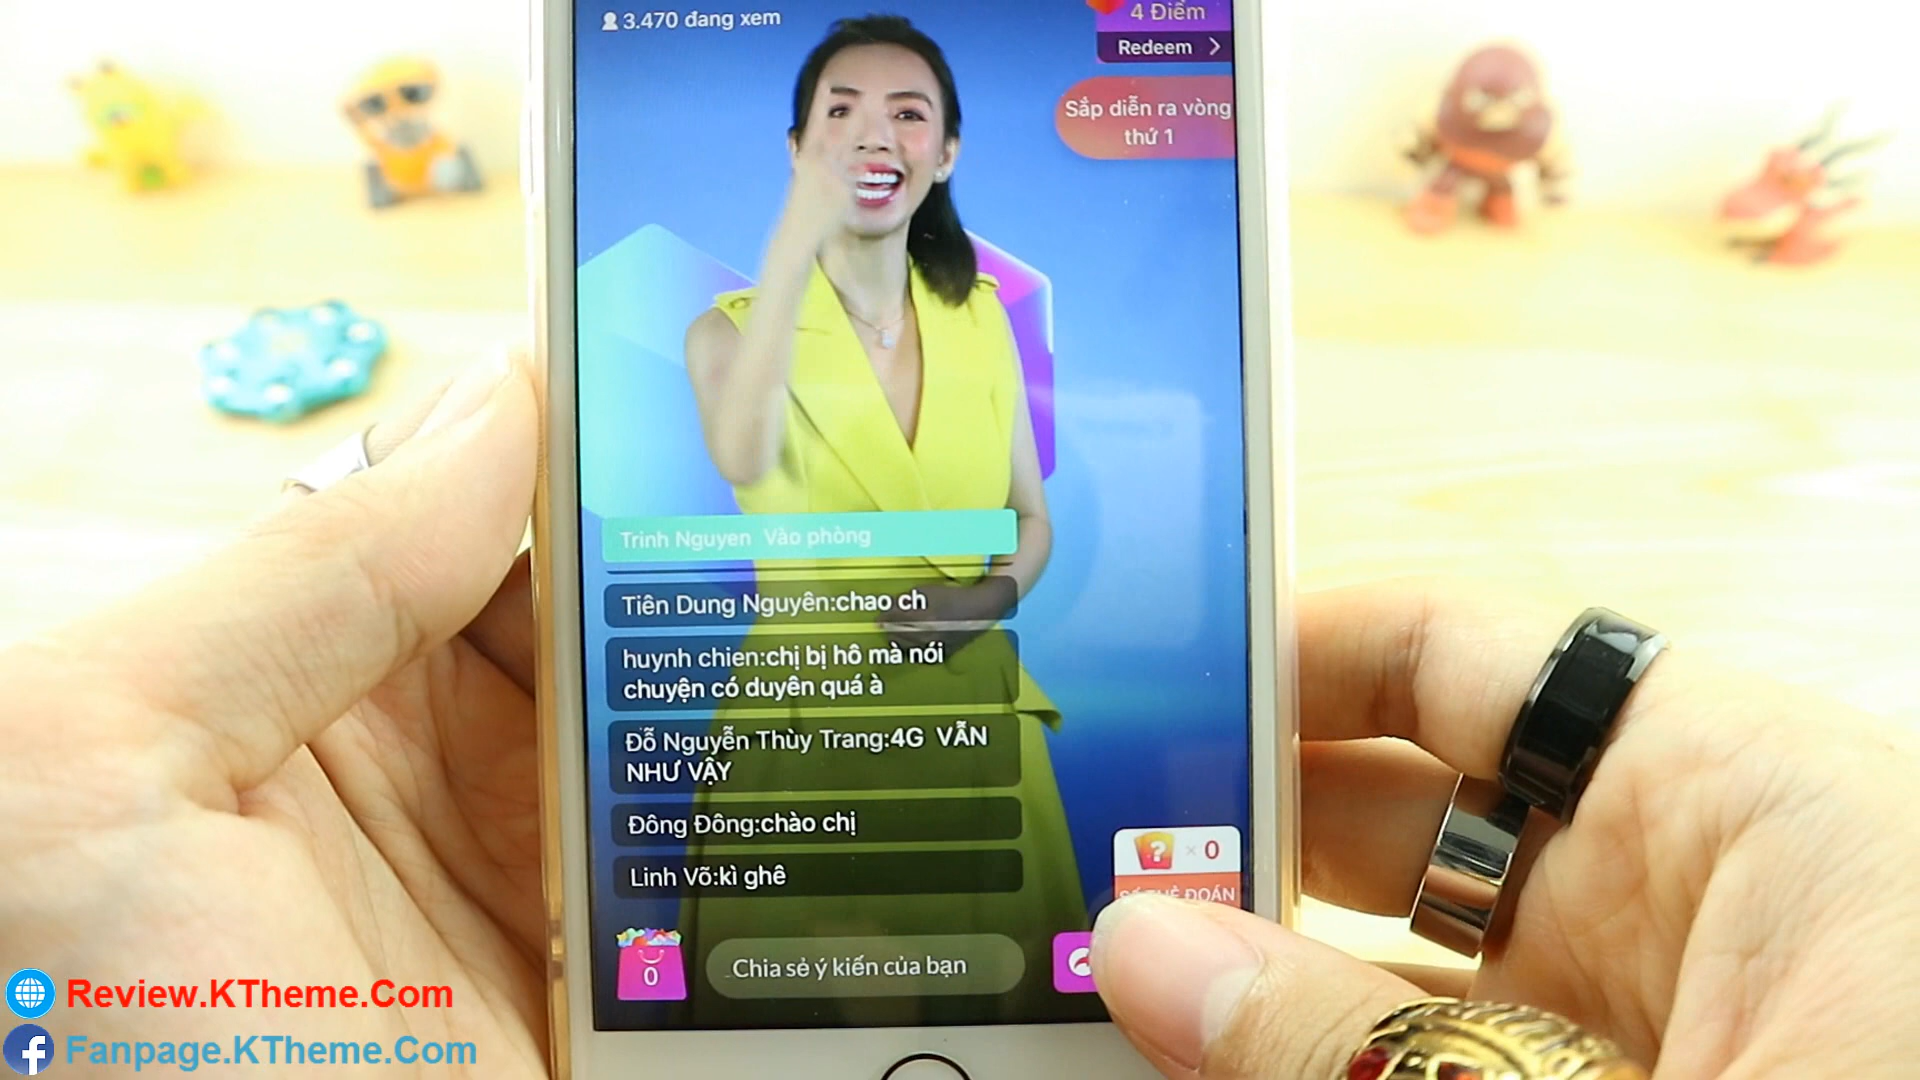 3.470 đang xem
4 Điểm
Redeem
Sắp diễn ra vòng
thứ 1
Trinh Nguyen Vào phòng
Tiên Dung Nguyên:chao ch
huynh chien:chị bị hô mà nói
chuyện có duyên quá à
Đỗ Nguyễn Thùy Trang:4G VẪN
NHƯ VẬY
Đông Đông:chào chị
Linh Võ:kì ghê
? × 0
ĐOÁN
0
Chia sẻ ý kiến của bạn
Review.KTheme.Com
Fanpage.KTheme.Com